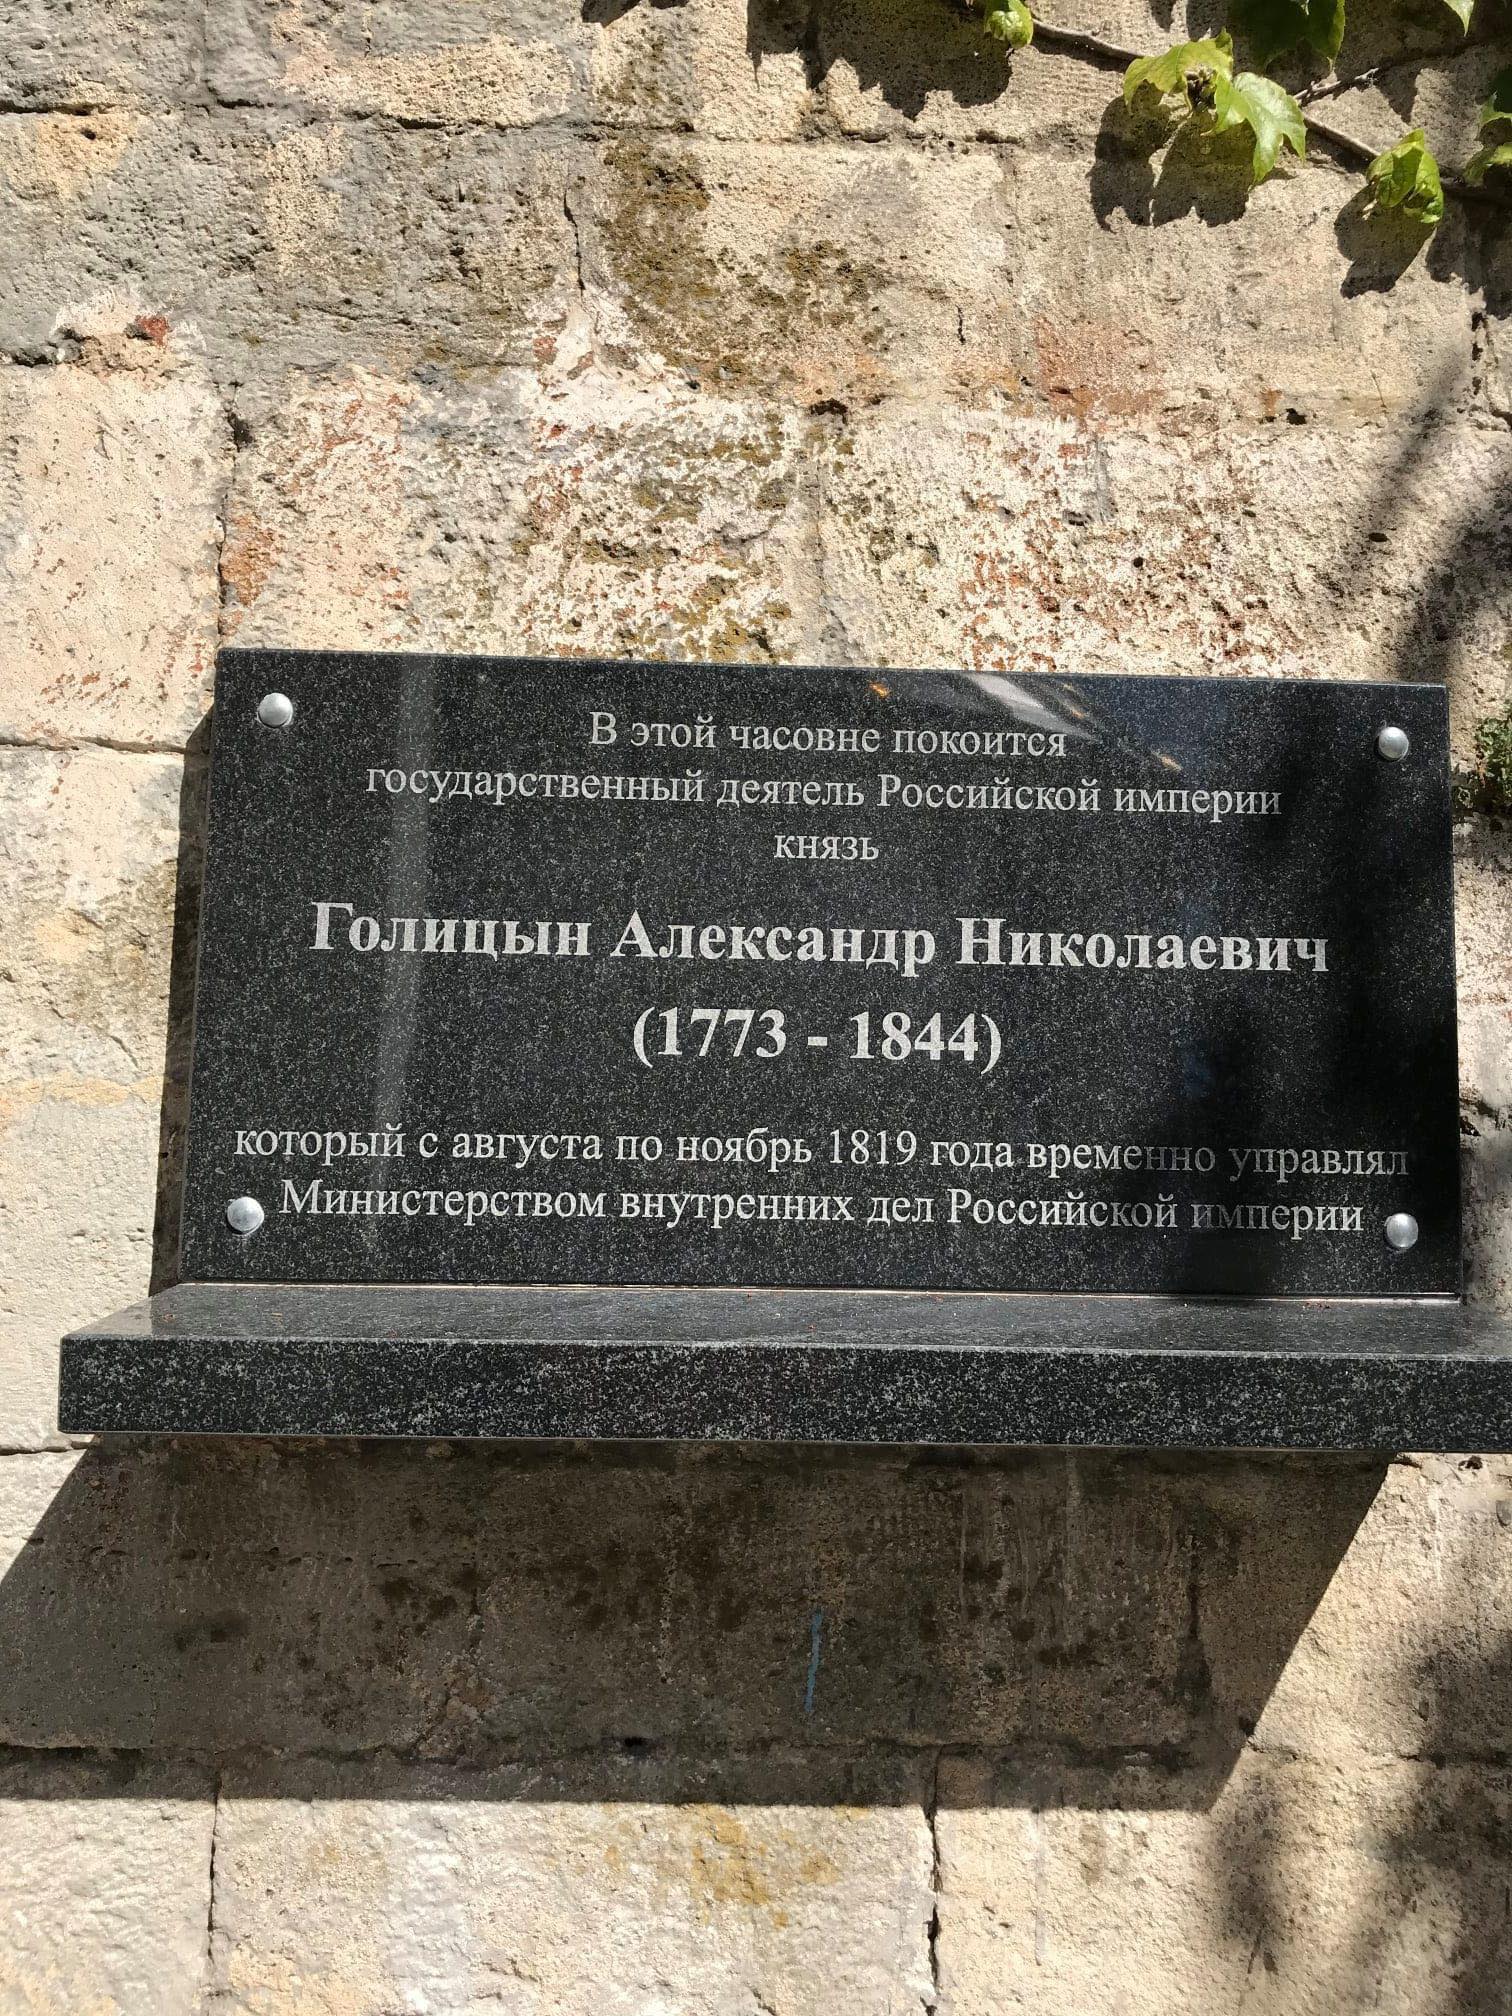 В этой часовне покоится
государственный деятель Российской империи
князь
Голицын Александр Николаевич
(1773 - 1844)
который с августа по ноябрь 1819 года временно управлял
Министерством внутренних дел Российской империи